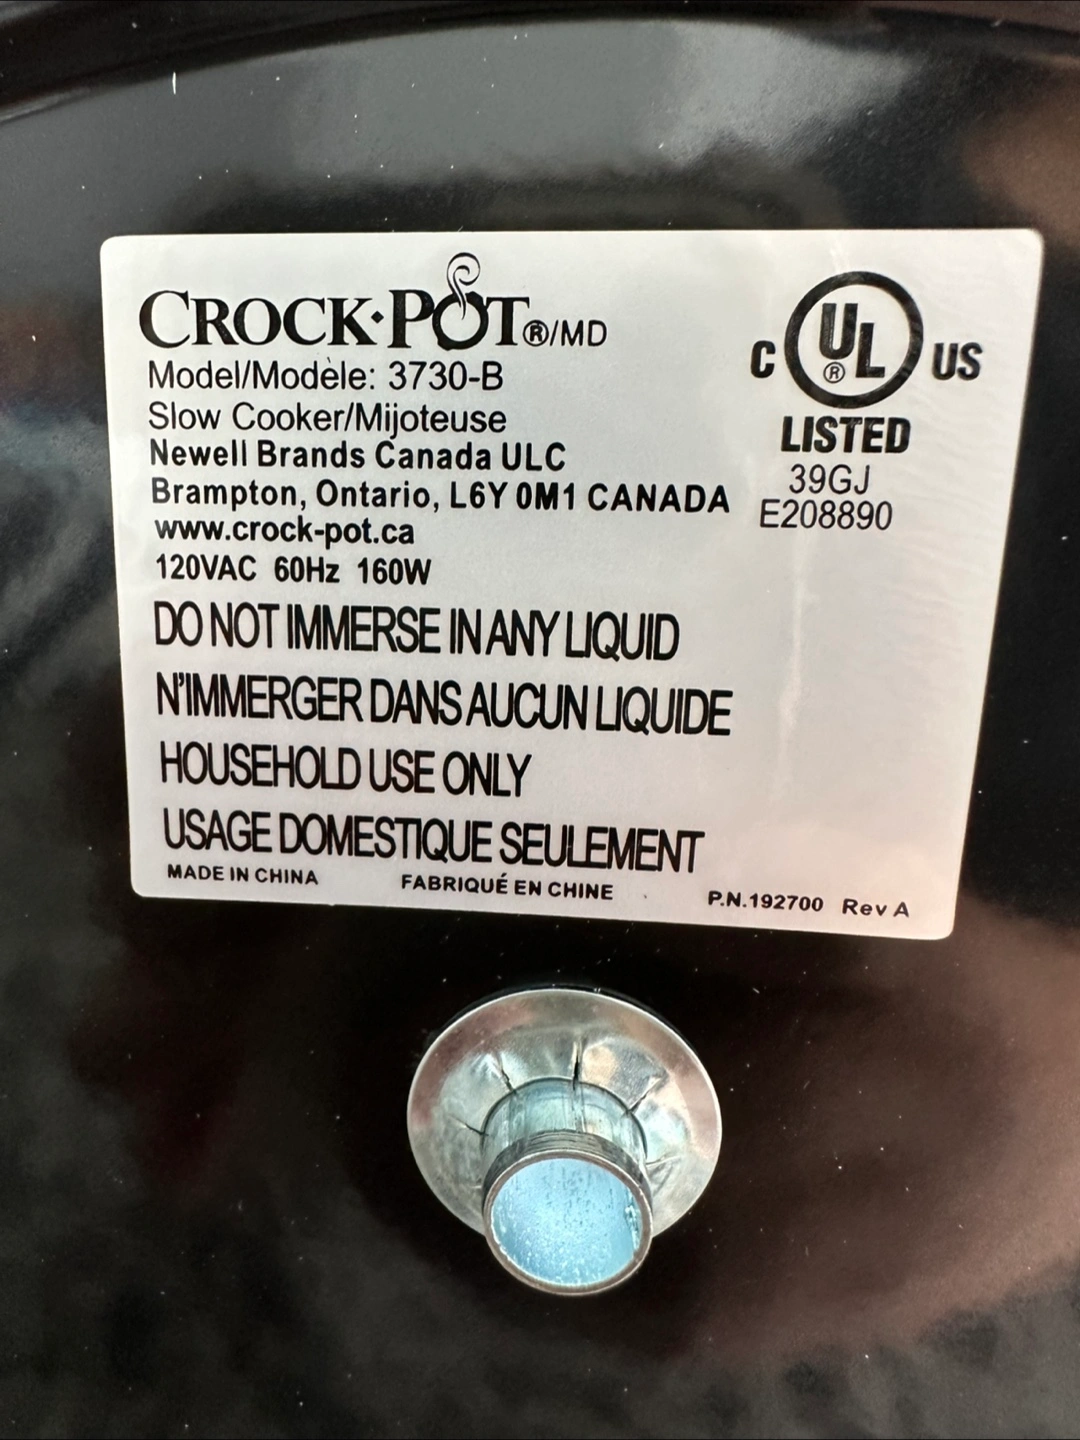 CROCK·POT®/MD
Model/Modèle: 3730-B
Slow Cooker/Mijoteuse
Newell Brands Canada ULC
Brampton, Ontario, L6Y 0M1 CANADA
www.crock-pot.ca
120VAC 60Hz 160W
C UL® US
LISTED
39GJ
E208890
DO NOT IMMERSE IN ANY LIQUID
N'IMMERGER DANS AUCUN LIQUIDE
HOUSEHOLD USE ONLY
USAGE DOMESTIQUE SEULEMENT
MADE IN CHINA FABRIQUÉ EN CHINE P.N.192700 Rev A